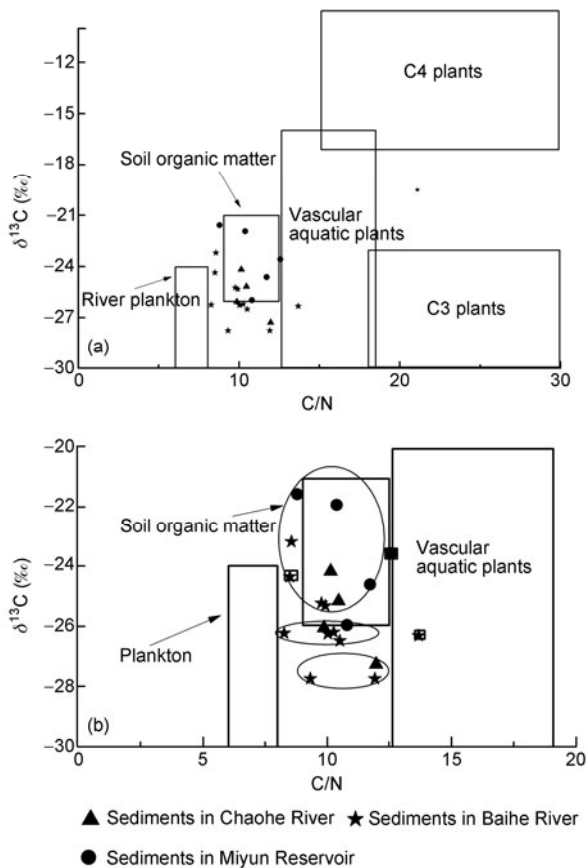 −12
−15
−18
−21
−24
−27
−30
δ¹³C (‰)
C4 plants
Soil organic matter
Vascular
aquatic plants
River plankton
C3 plants
(a)
0 10 20 30
C/N
−20
−22
−24
−26
−28
−30
δ¹³C (‰)
Soil organic matter
Vascular
aquatic plants
Plankton
(b)
0 5 10 15 20
C/N
▲ Sediments in Chaohe River ★ Sediments in Baihe River
● Sediments in Miyun Reservoir